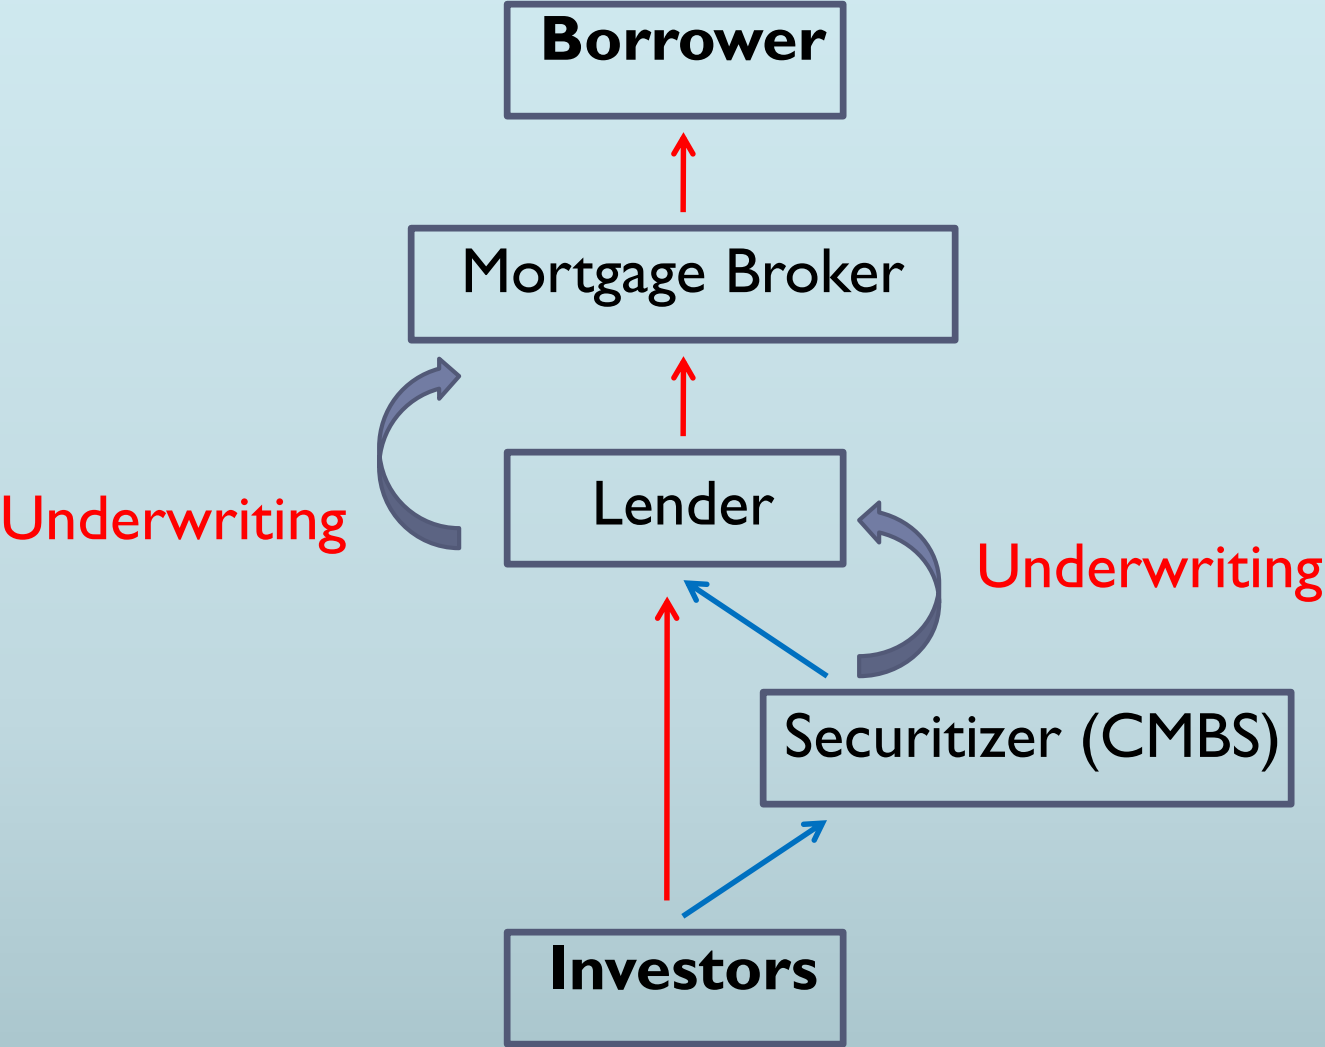 Borrower
Mortgage Broker
Lender
Underwriting
Underwriting
Securitizer (CMBS)
Investors